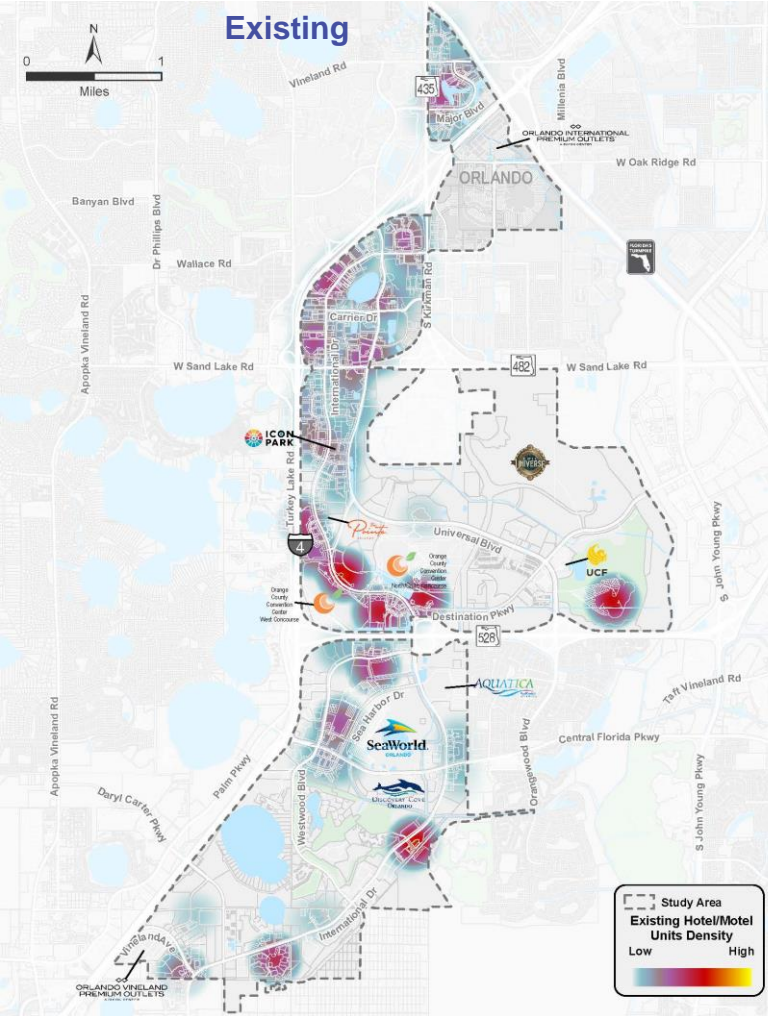 Existing
N
0 1
Miles
Vineland Rd
435
Major Blvd
Millenia Blvd
ORLANDO INTERNATIONAL
PREMIUM OUTLETS
W Oak Ridge Rd
ORLANDO
Banyan Blvd
Dr Phillips Blvd
Wallace Rd
FLORIDA'S
TURNPIKE
Apopka Vineland Rd
S Kirkman Rd
Carrier Dr
International Dr
W Sand Lake Rd
482
W Sand Lake Rd
ICON
PARK
Turkey Lake Rd
UNIVERSE
Pointe
4
Universal Blvd
S John Young Pkwy
Orange
County
Convention
Center
UCF
Orange
County
Convention
Center
West Concourse
Destination Pkwy
528
AQUATICA
Taft Vineland Rd
Sea Harbor Dr
SeaWorld
ORLANDO
Central Florida Pkwy
Apopka Vineland Rd
Palm Pkwy
Orangewood Blvd
Discovery Cove
Orlando
Westwood Blvd
Daryl Carter Pkwy
S John Young Pkwy
International Dr
Vineland Ave
ORLANDO VINELAND
PREMIUM OUTLETS
Study Area
Existing Hotel/Motel
Units Density
Low High